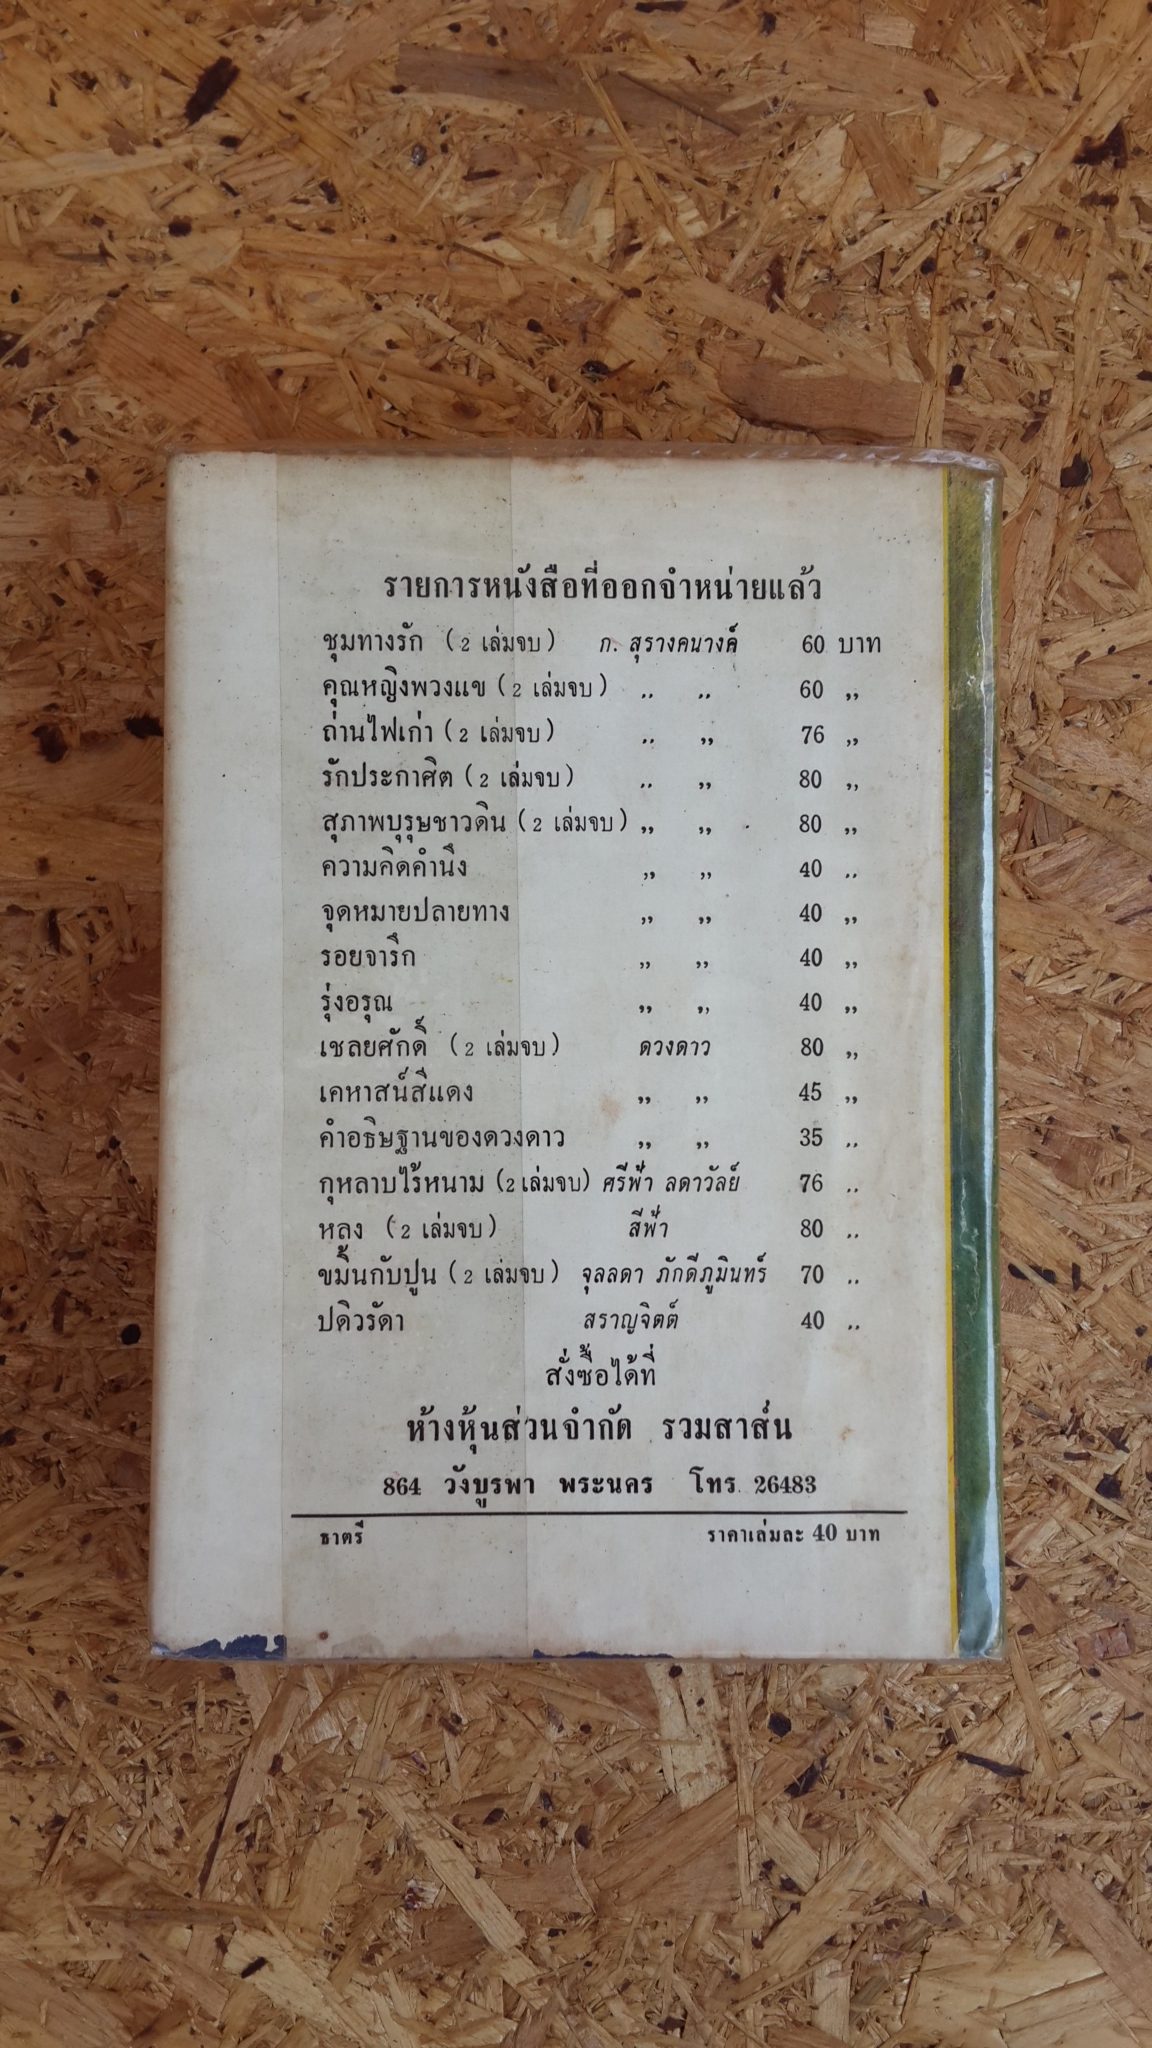 รายการหนังสือที่ออกจำหน่ายแล้ว
ชุมทางรัก (2 เล่มจบ) ก. สุรางคนางค์ 60 บาท
คุณหญิงพวงแข (2 เล่มจบ) .. .. 60 ,,
ถ่านไฟเก่า (2 เล่มจบ) .. ,, 76 ,,
รักประกาศิต (2 เล่มจบ) .. ,, 80 ,,
สุภาพบุรุษชาวดิน (2 เล่มจบ) ,, ,, 80 ,,
ความคิดคำนึง ,, ,, 40 ..
จุดหมายปลายทาง ,, ,, 40 ,,
รอยจารึก ,, ,, 40 ,,
รุ่งอรุณ ,, ,, 40 ,,
เชลยศักดิ์ (2 เล่มจบ) ดวงดาว 80 ,,
เคหาสน์สีแดง ,, ,, 45 ,,
คำอธิษฐานของดวงดาว ,, ,, 35 ..
กุหลาบไร้หนาม (2 เล่มจบ) ศรีฟ้า ลดาวัลย์ 76 ..
หลง (2 เล่มจบ) สีฟ้า 80 ..
ขมิ้นกับปูน (2 เล่มจบ) จุลลดา ภักดีภูมินทร์ 70 ..
ปดิวรัดา สราญจิตต์ 40 ..
สั่งซื้อได้ที่
ห้างหุ้นส่วนจำกัด รวมสาส์น
864 วังบูรพา พระนคร โทร. 26483
ธาตรี ราคาเล่มละ 40 บาท